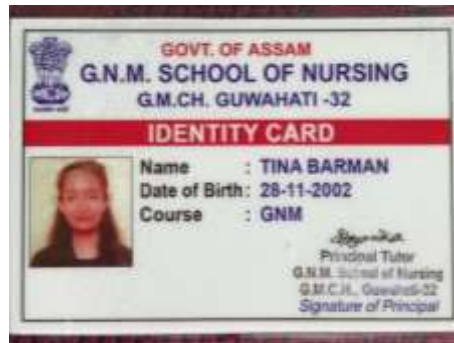 GOVT. OF ASSAM
G.N.M. SCHOOL OF NURSING
G.M.CH. GUWAHATI -32
IDENTITY CARD
Name : TINA BARMAN
Date of Birth : 28-11-2002
Course : GNM
Principal Tutor
G.N.M. School of Nursing
G.M.C.H., Guwahati-32
Signature of Principal